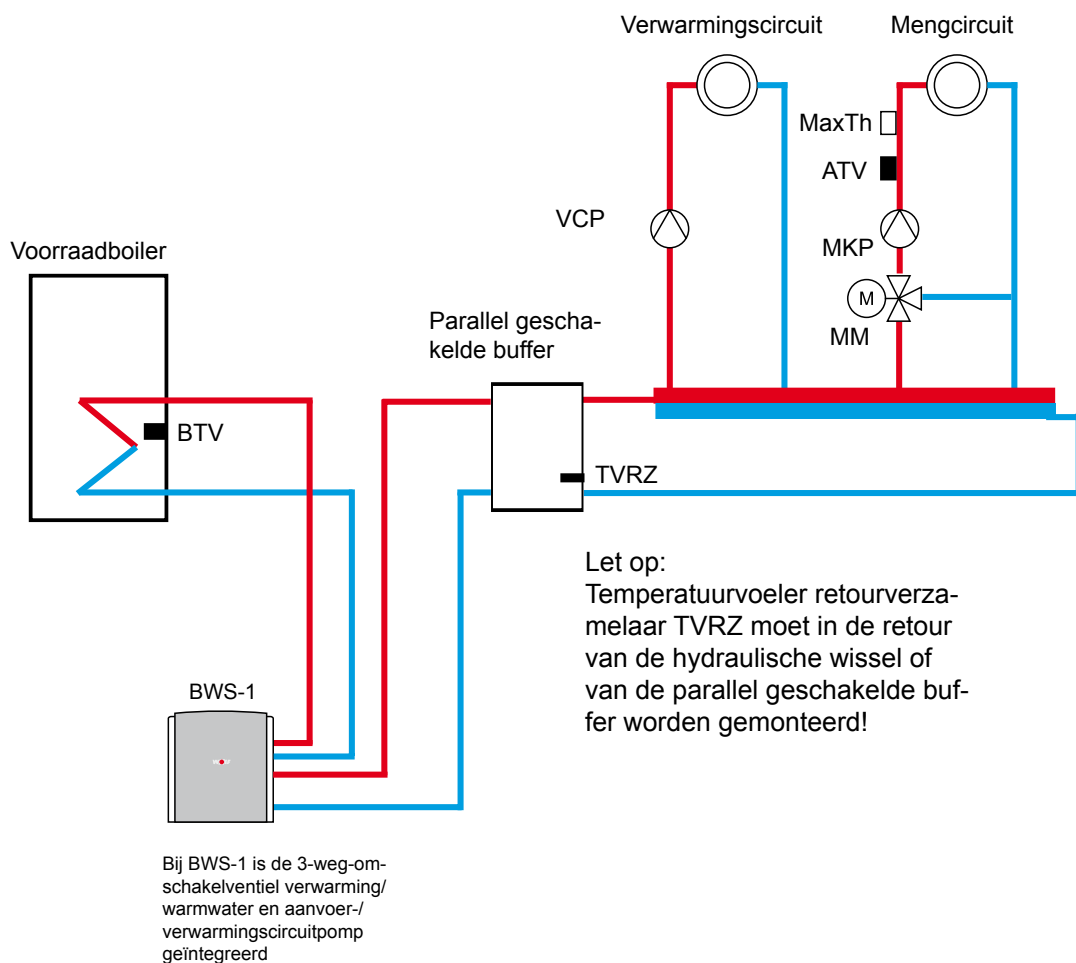 Verwarmingscircuit
Mengcircuit
MaxTh
ATV
VCP
MKP
Voorraadboiler
M
MM
Parallel gescha-
kelde buffer
BTV
TVRZ
Let op:
Temperatuurvoeler retourverza-
melaar TVRZ moet in de retour
van de hydraulische wissel of
van de parallel geschakelde buf-
fer worden gemonteerd!
BWS-1
Bij BWS-1 is de 3-weg-om-
schakelventiel verwarming/
warmwater en aanvoer-/
verwarmingscircuitpomp
geïntegreerd